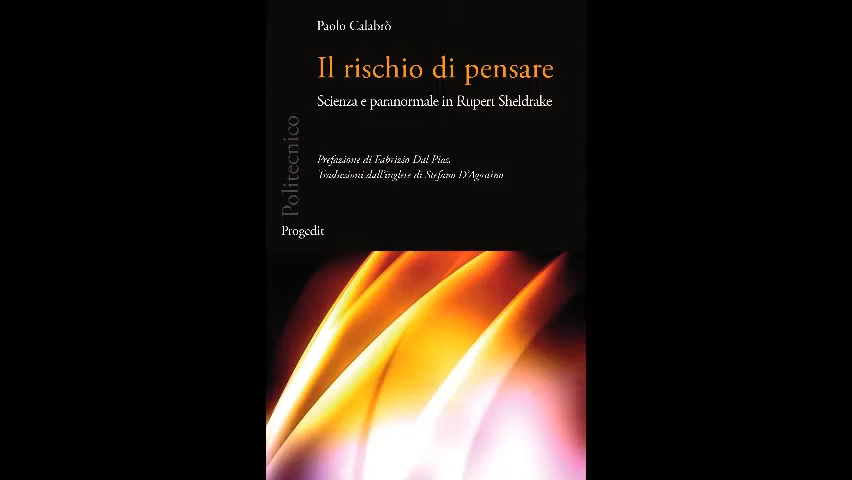 Paolo Calabrò
Il rischio di pensare
Scienza e paranormale in Rupert Sheldrake
Prefazione di Fabrizio Dal Piaz
Traduzioni dall'inglese di Stefano D'Agostino
Politecnico
Progedit